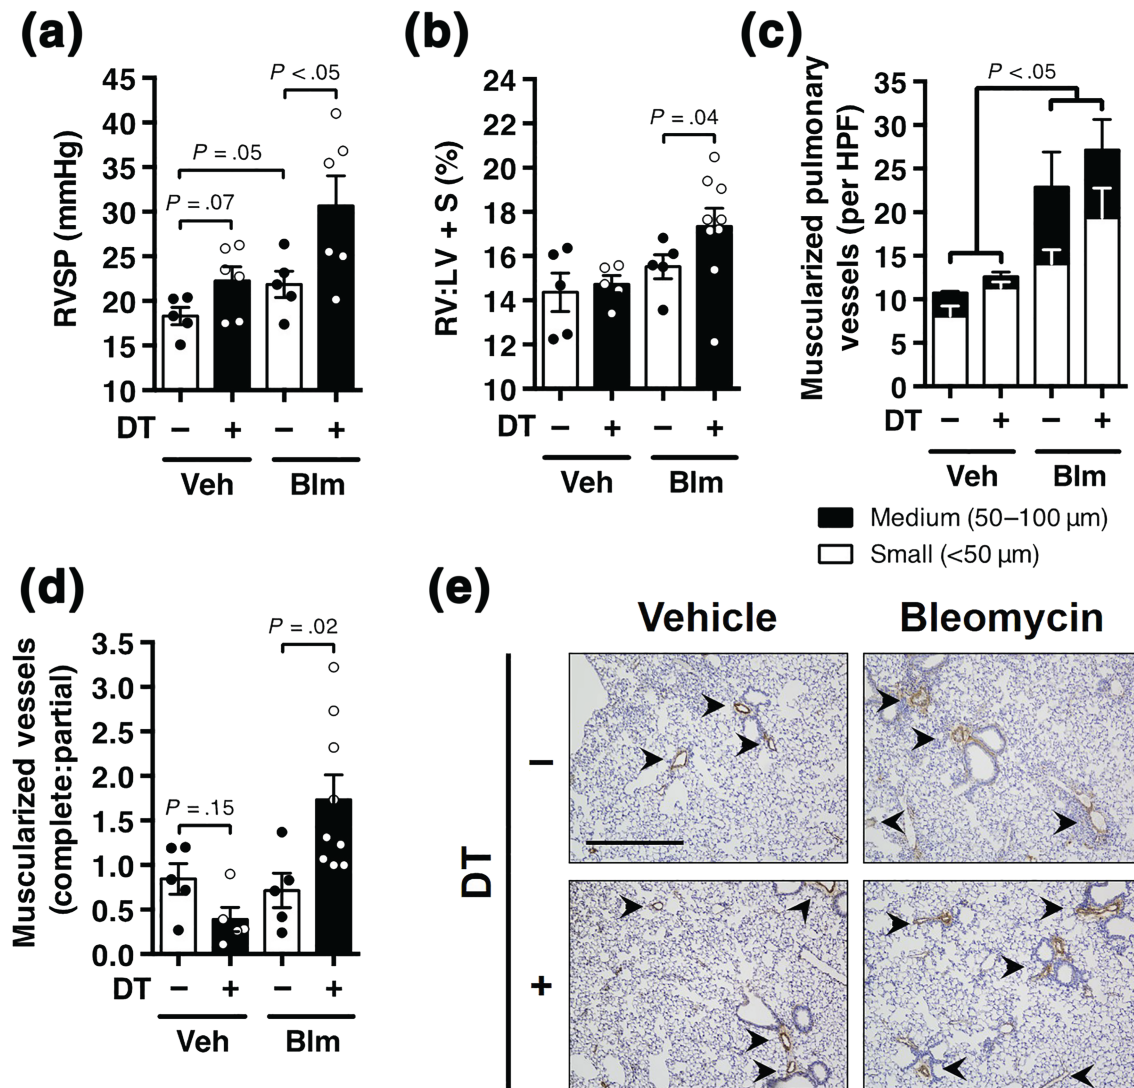 (a)
RVSP (mmHg)
45
40
35
30
25
20
15
10
P < .05
P = .05
P = .07
DT − + − +
Veh Blm
(b)
RV:LV + S (%)
24
22
20
18
16
14
12
10
P = .04
DT − + − +
Veh Blm
(c)
Muscularized pulmonary
vessels (per HPF)
35
30
25
20
15
10
5
0
P < .05
DT − + − +
Veh Blm
Medium (50–100 µm)
Small (<50 µm)
(d)
Muscularized vessels
(complete:partial)
3.5
3.0
2.5
2.0
1.5
1.0
0.5
0.0
P = .02
P = .15
DT − + − +
Veh Blm
(e)
Vehicle Bleomycin
DT
−
+